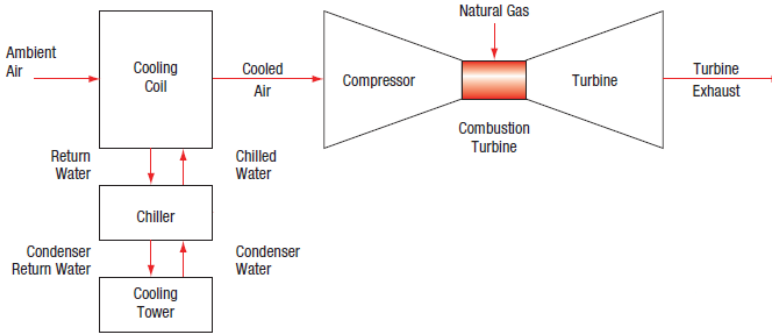 Natural Gas
Ambient
Air
Cooling
Coil
Cooled
Air
Compressor
Turbine
Turbine
Exhaust
Combustion
Turbine
Return
Water
Chilled
Water
Chiller
Condenser
Return Water
Condenser
Water
Cooling
Tower